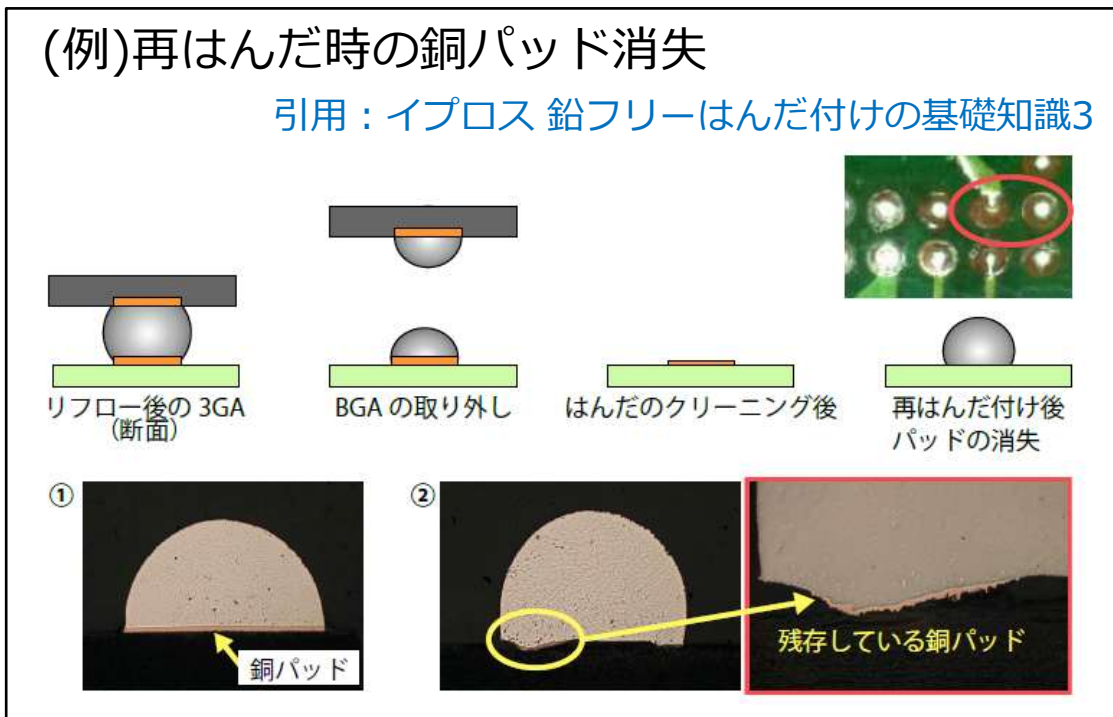 (例)再はんだ時の銅パッド消失
引用：イプロス 鉛フリーはんだ付けの基礎知識3
リフロー後の 3GA
(断面)
BGA の取り外し
はんだのクリーニング後
再はんだ付け後
パッドの消失
①
銅パッド
②
残存している銅パッド